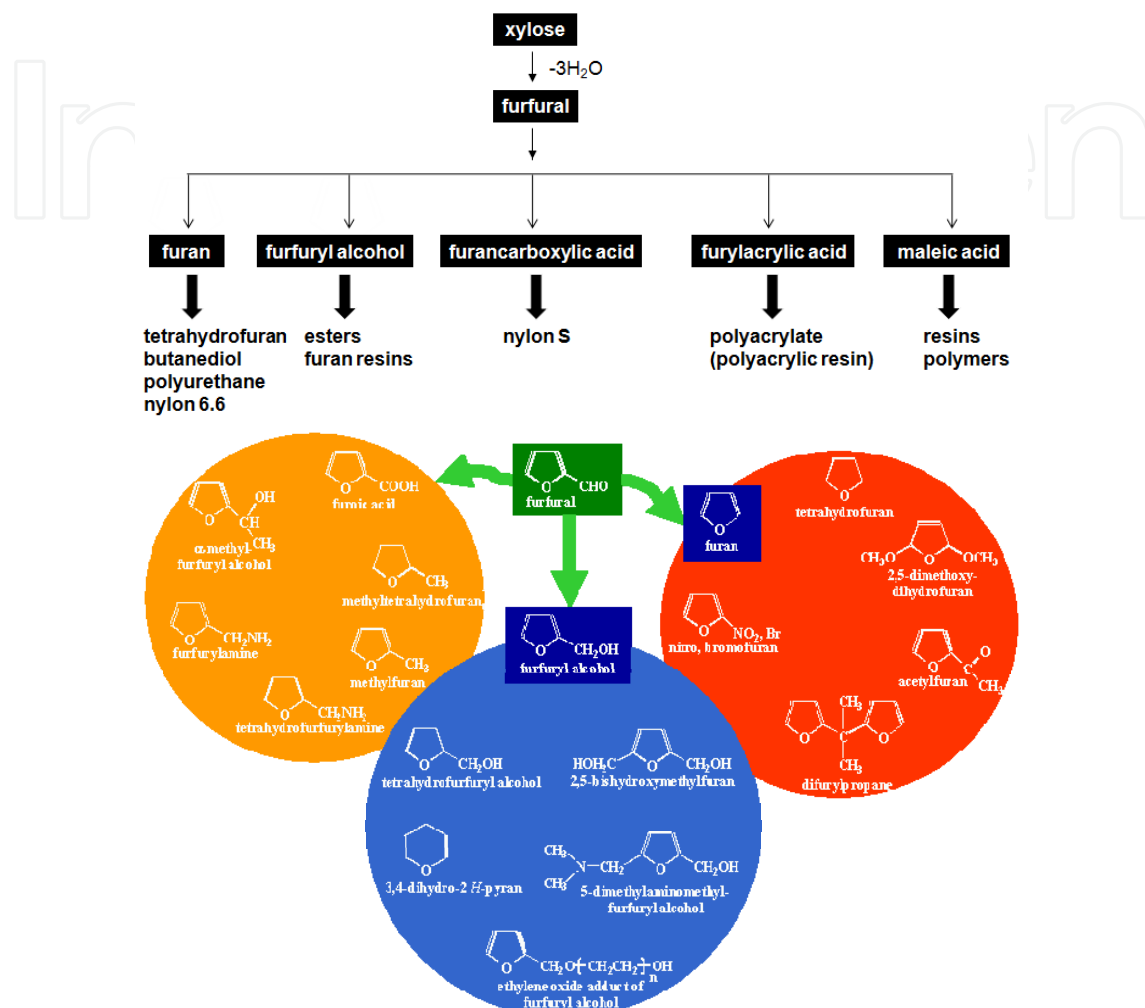 xylose
-3H₂O
furfural
furan
furfuryl alcohol
furancarboxylic acid
furylacrylic acid
maleic acid
tetrahydrofuran
butanediol
polyurethane
nylon 6.6
esters
furan resins
nylon S
polyacrylate
(polyacrylic resin)
resins
polymers
O
CHO
furfural
O
COOH
furoic acid
O
OH
CH
CH₃
α-methyl-
furfuryl alcohol
O
CH₃
methyltetrahydrofuran
O
CH₂NH₂
furfurylamine
O
CH₃
methylfuran
O
CH₂NH₂
tetrahydrofurfurylamine
O
furan
O
tetrahydrofuran
CH₃O
O
OCH₃
2,5-dimethoxy-
dihydrofuran
O
NO₂, Br
nitro, bromofuran
O
C
O
CH₃
acetylfuran
CH₃
O
C
O
CH₃
difurylpropane
O
CH₂OH
furfuryl alcohol
O
CH₂OH
tetrahydrofurfuryl alcohol
HOH₂C
O
CH₂OH
2,5-bishydroxymethylfuran
O
3,4-dihydro-2 H-pyran
CH₃
N
CH₂
O
CH₂OH
CH₃
5-dimethylaminomethyl-
furfuryl alcohol
O
CH₂O(CH₂CH₂)nOH
ethylene oxide adduct of
furfuryl alcohol